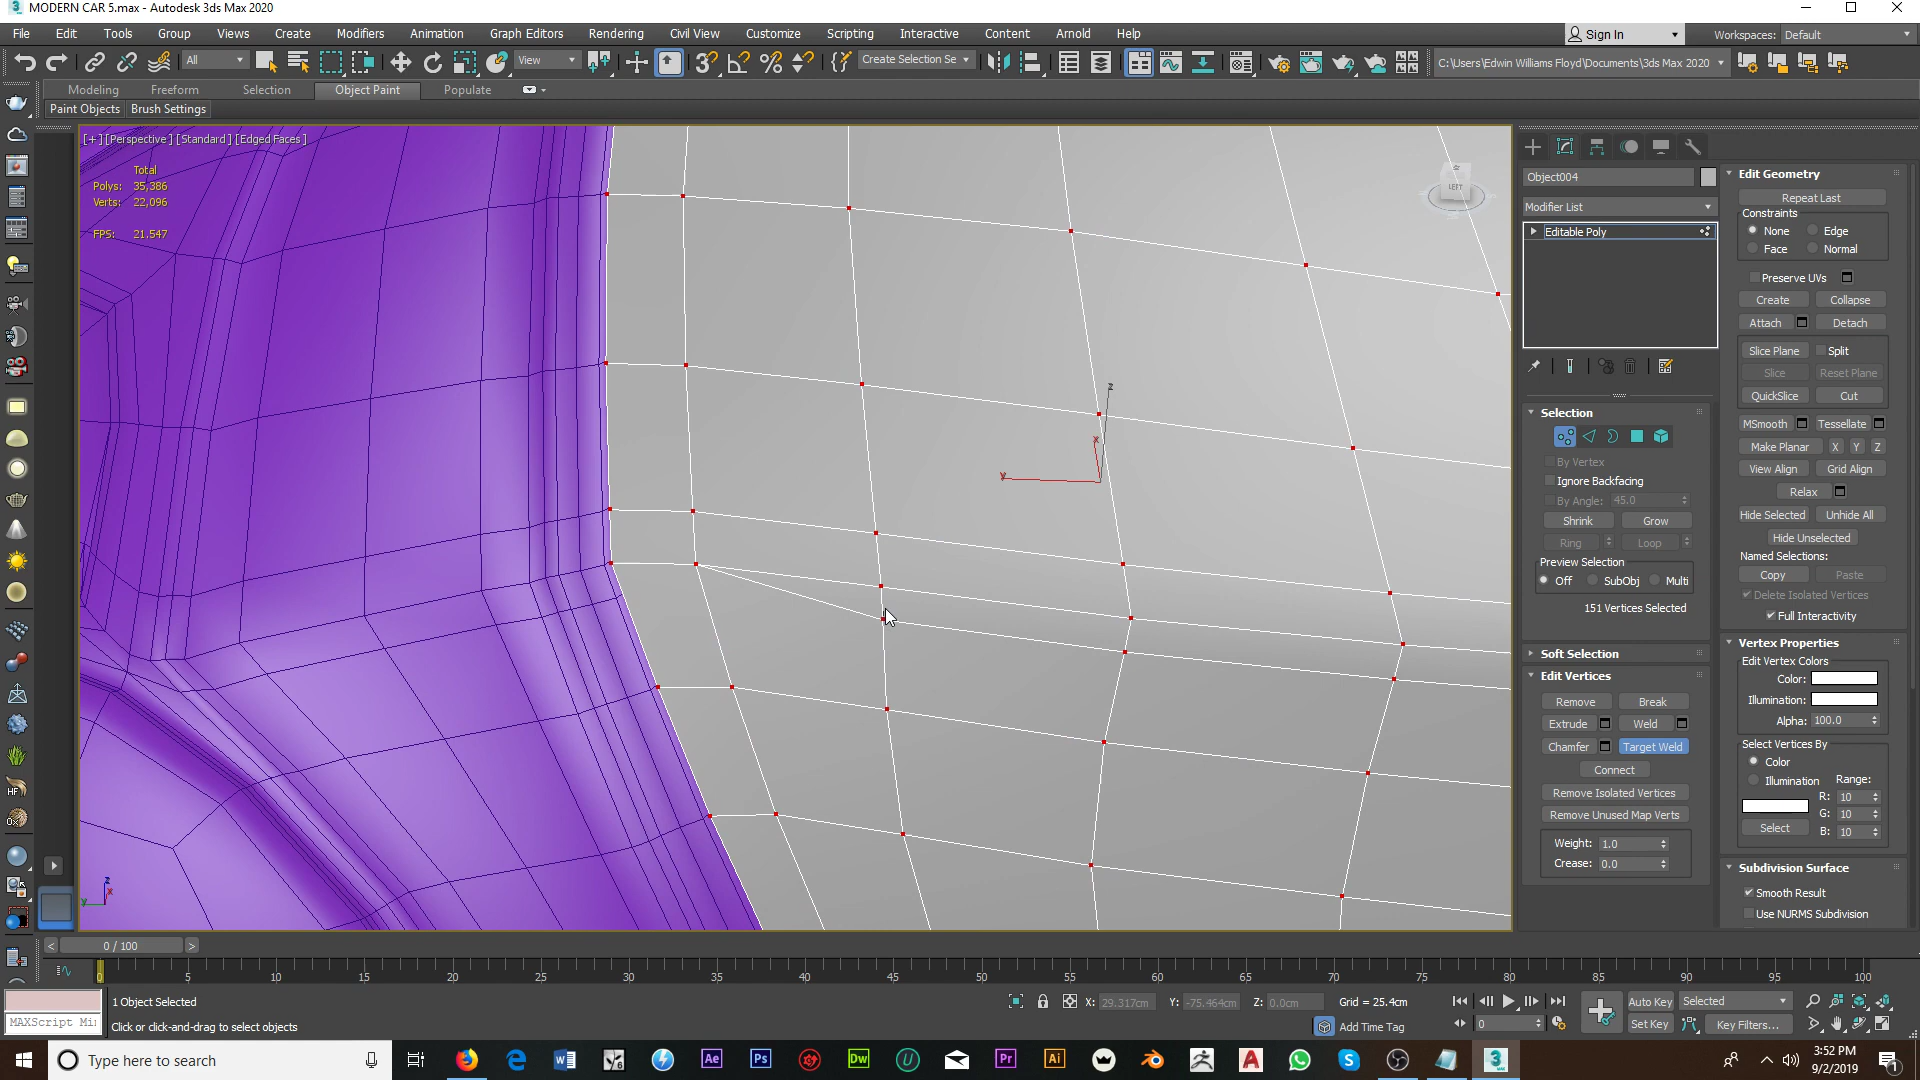 MODERN CAR 5.max - Autodesk 3ds Max 2020
File Edit Tools Group Views Create Modifiers Animation Graph Editors Rendering Civil View Customize Scripting Interactive Content Arnold Help
Sign In
Workspaces: Default
All
View
Create Selection Se
C:\Users\Edwin Williams Floyd\Documents\3ds Max 2020
Modeling Freeform Selection Object Paint Populate
Paint Objects Brush Settings
[+] [Perspective] [Standard] [Edged Faces]
Total
Polys: 35,386
Verts: 22,096
FPS: 21.547
LEFT
z
x
y
z
x
y
Object004
Modifier List
Editable Poly
Selection
By Vertex
Ignore Backfacing
By Angle: 45.0
Shrink Grow
Ring Loop
Preview Selection
Off SubObj Multi
151 Vertices Selected
Soft Selection
Edit Vertices
Remove Break
Extrude Weld
Chamfer Target Weld
Connect
Remove Isolated Vertices
Remove Unused Map Verts
Weight: 1.0
Crease: 0.0
Edit Geometry
Repeat Last
Constraints
None Edge
Face Normal
Preserve UVs
Create Collapse
Attach Detach
Slice Plane Split
Slice Reset Plane
QuickSlice Cut
MSmooth Tessellate
Make Planar X Y Z
View Align Grid Align
Relax
Hide Selected Unhide All
Hide Unselected
Named Selections:
Copy Paste
Delete Isolated Vertices
Full Interactivity
Vertex Properties
Edit Vertex Colors
Color:
Illumination:
Alpha: 100.0
Select Vertices By
Color
Illumination Range:
R: 10
G: 10
B: 10
Select
Subdivision Surface
Smooth Result
Use NURMS Subdivision
0 / 100
0 5 10 15 20 25 30 35 40 45 50 55 60 65 70 75 80 85 90 95 100
MAXScript Mi
1 Object Selected
Click or click-and-drag to select objects
X: 29.317cm Y: -75.464cm Z: 0.0cm Grid = 25.4cm
Add Time Tag
0
Auto Key Selected
Set Key Key Filters...
Type here to search
3:52 PM
9/2/2019